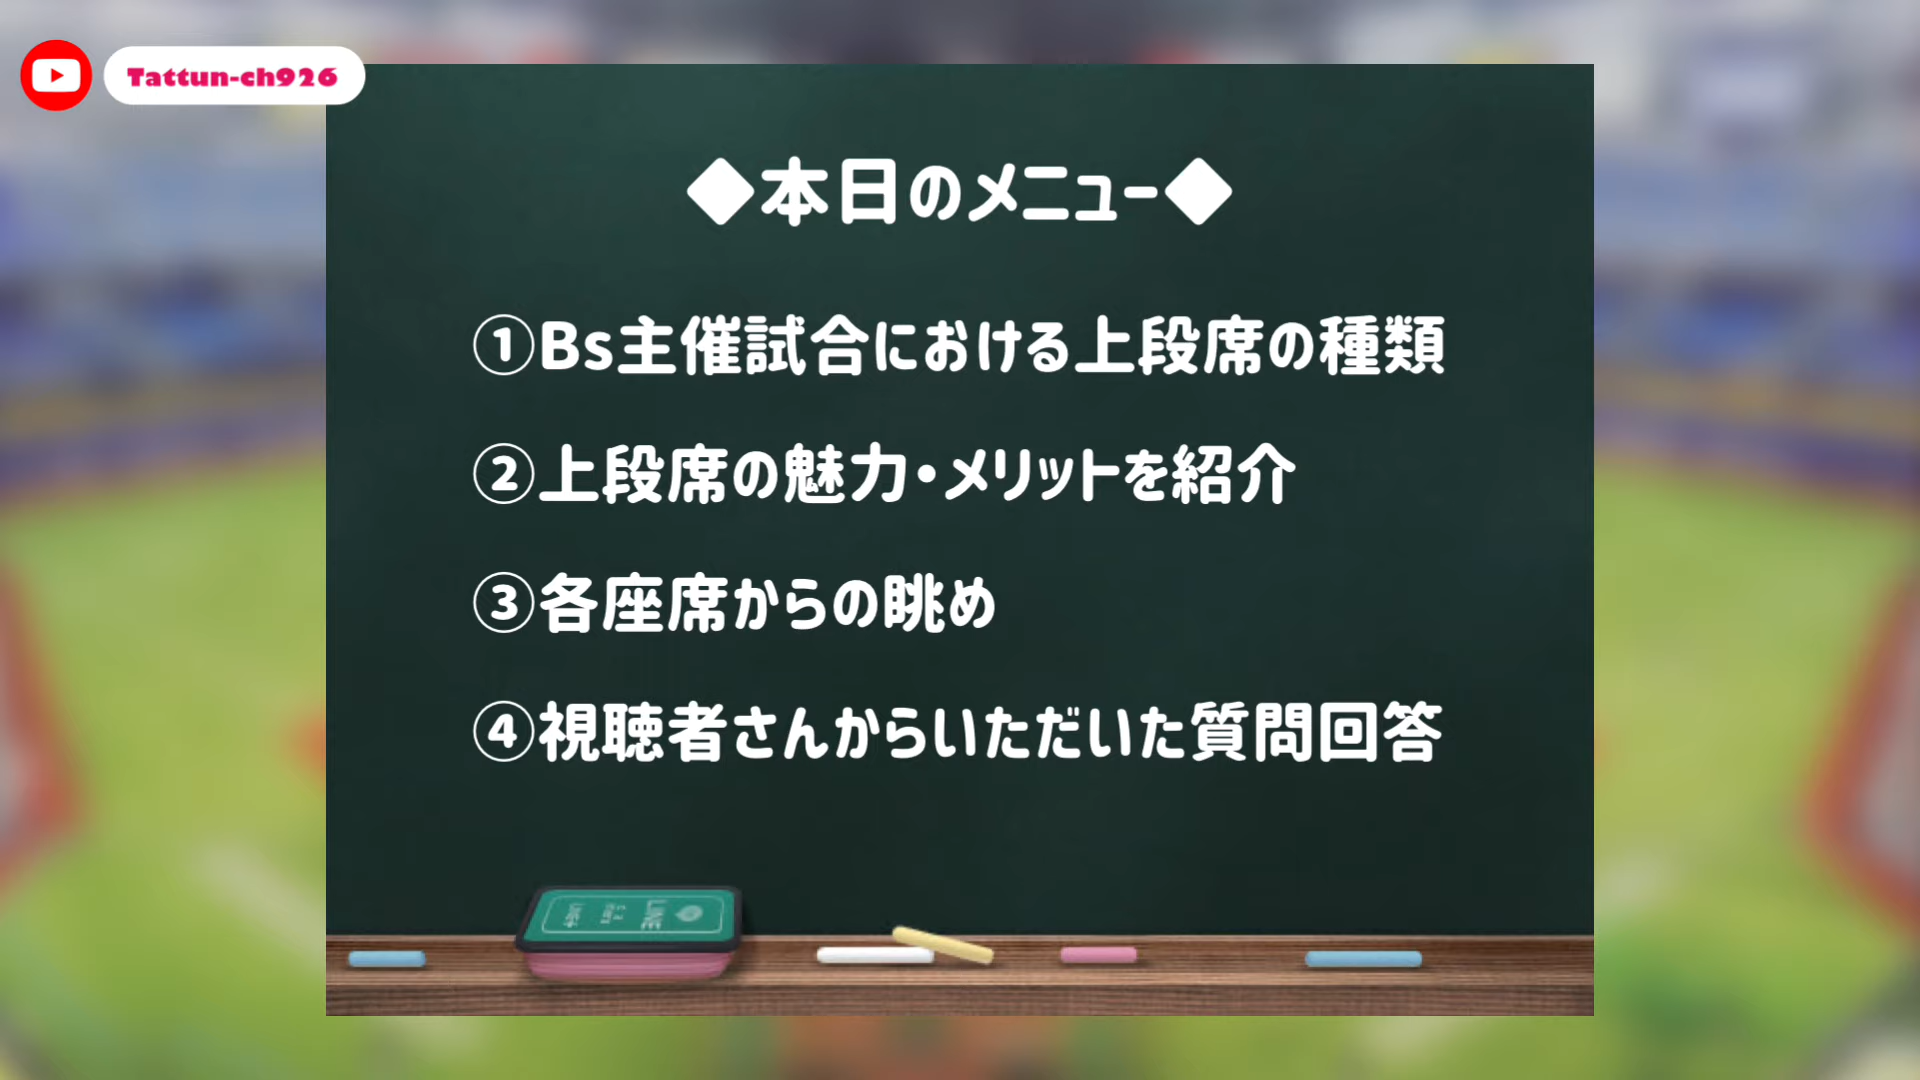 Tattun-ch926
◆本日のメニュー◆
①Bs主催試合における上段席の種類
②上段席の魅力・メリットを紹介
③各座席からの眺め
④視聴者さんからいただいた質問回答
LINE